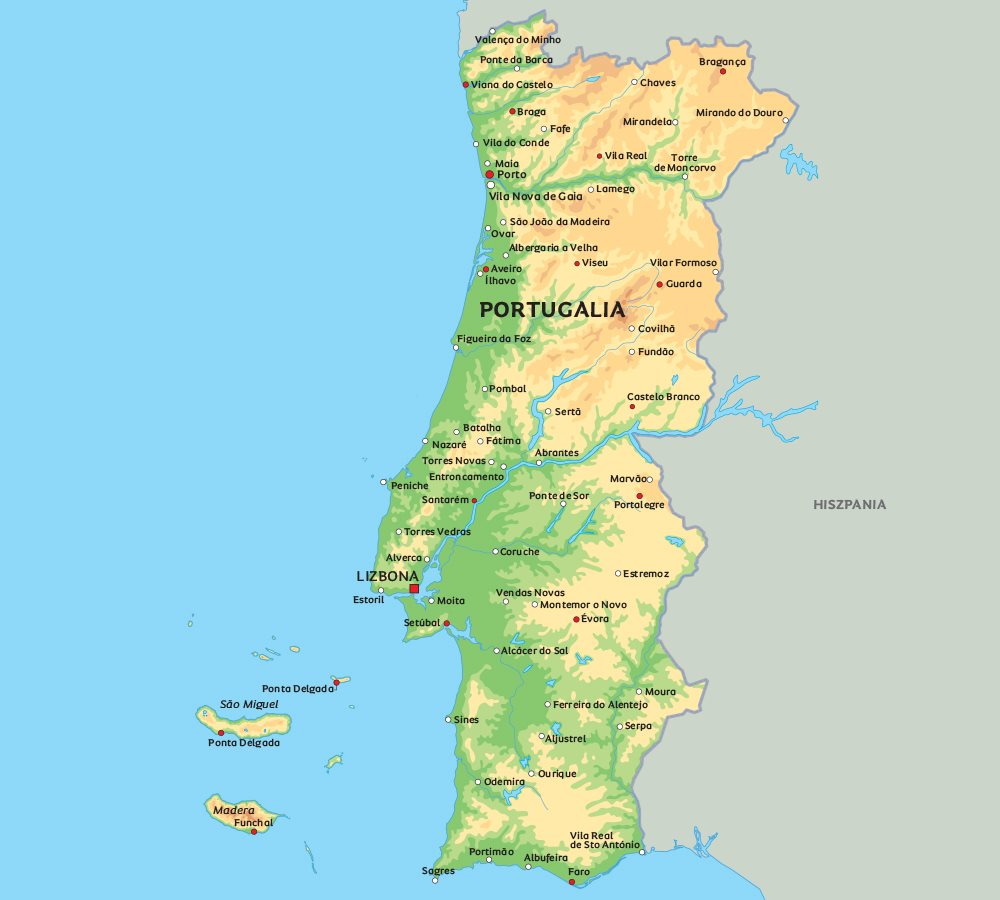 Valença do Minho
Ponte da Barca
Bragança
Viana do Castelo
Chaves
Braga
Mirandela
Mirando do Douro
Fafe
Vila do Conde
Maia
Vila Real
Torre
de Moncorvo
Porto
Lamego
Vila Nova de Gaia
São João da Madeira
Ovar
Albergaria a Velha
Aveiro
Viseu
Vilar Formoso
Ílhavo
Guarda
PORTUGALIA
Covilhã
Figueira da Foz
Fundão
Pombal
Castelo Branco
Sertã
Batalha
Nazaré
Fátima
Abrantes
Torres Novas
Entroncamento
Marvão
Peniche
Santarém
Ponte de Sor
Portalegre
HISZPANIA
Torres Vedras
Coruche
Alverca
LIZBONA
Estremoz
Estoril
Moita
Vendas Novas
Montemor o Novo
Setúbal
Évora
Alcácer do Sal
Ponta Delgada
Moura
São Miguel
Ferreira do Alentejo
Sines
Serpa
Ponta Delgada
Aljustrel
Ourique
Odemira
Madera
Funchal
Vila Real
de Sto António
Portimão
Albufeira
Sagres
Faro